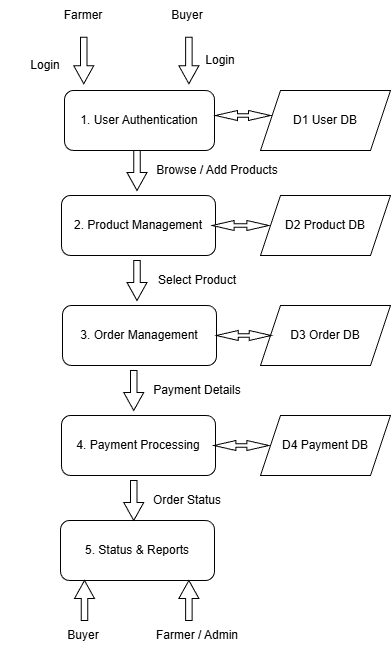 Farmer
Buyer
Login
Login
1. User Authentication
D1 User DB
Browse / Add Products
2. Product Management
D2 Product DB
Select Product
3. Order Management
D3 Order DB
Payment Details
4. Payment Processing
D4 Payment DB
Order Status
5. Status & Reports
Buyer
Farmer / Admin